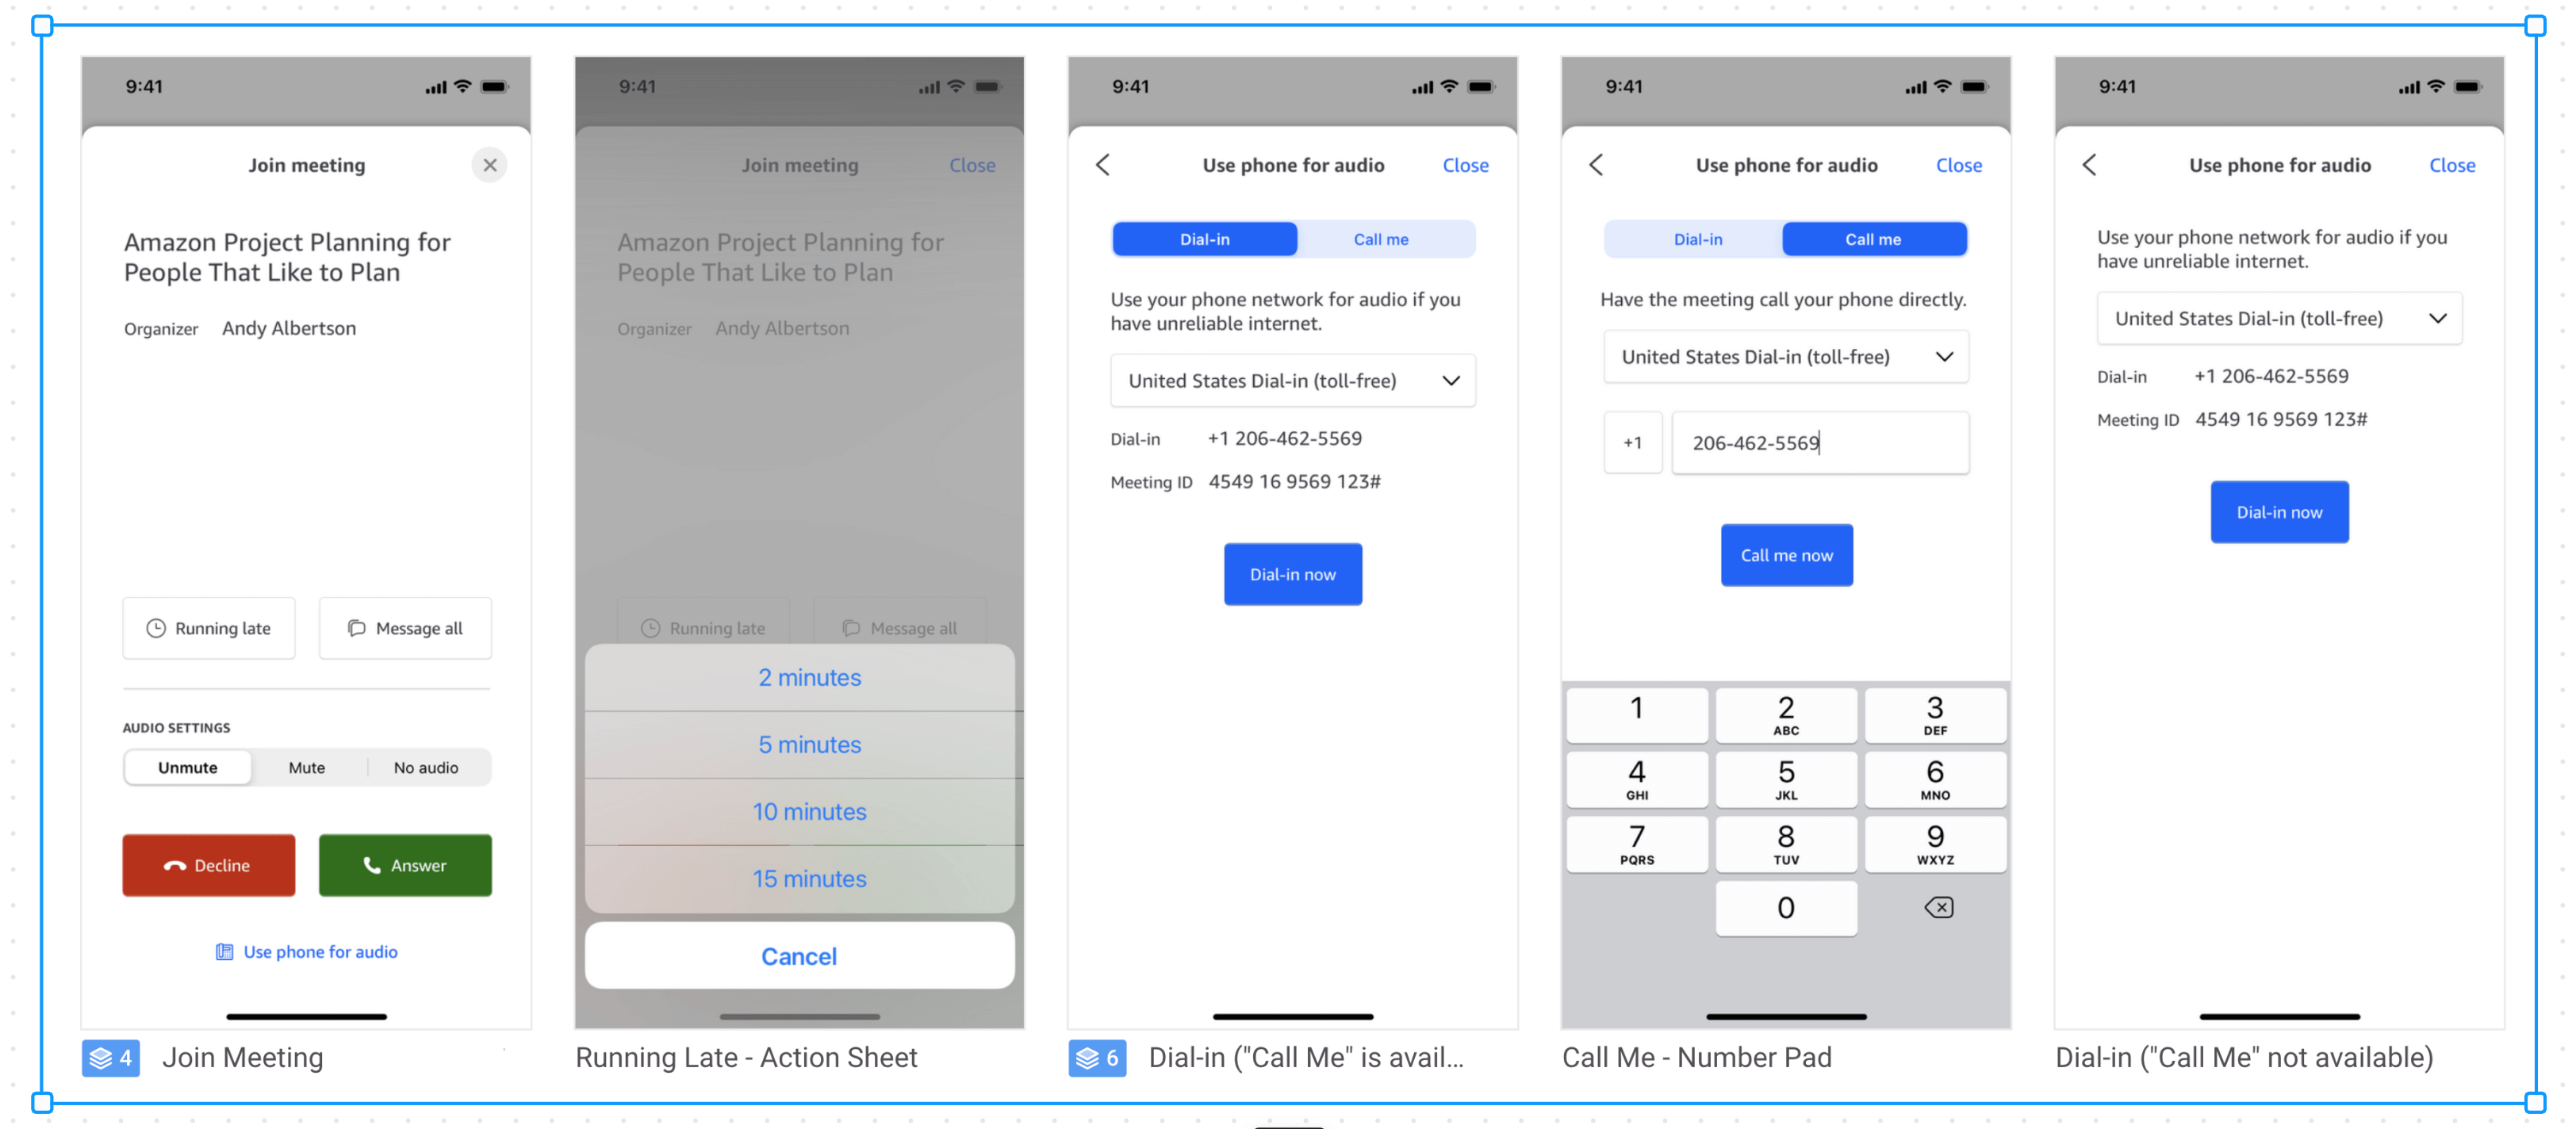 9:41
Join meeting
Amazon Project Planning for
People That Like to Plan
Organizer Andy Albertson
Running late Message all
AUDIO SETTINGS
Unmute Mute No audio
Decline Answer
Use phone for audio
4 Join Meeting
9:41
Join meeting Close
Amazon Project Planning for
People That Like to Plan
Organizer Andy Albertson
Running late Message all
2 minutes
5 minutes
10 minutes
15 minutes
Cancel
Running Late - Action Sheet
9:41
Use phone for audio Close
Dial-in Call me
Use your phone network for audio if you
have unreliable internet.
United States Dial-in (toll-free)
Dial-in +1 206-462-5569
Meeting ID 4549 16 9569 123#
Dial-in now
6 Dial-in ("Call Me" is avail...
9:41
Use phone for audio Close
Dial-in Call me
Have the meeting call your phone directly.
United States Dial-in (toll-free)
+1 206-462-5569
Call me now
1 2 3
ABC DEF
4 5 6
GHI JKL MNO
7 8 9
PQRS TUV WXYZ
0
Call Me - Number Pad
9:41
Use phone for audio Close
Use your phone network for audio if you
have unreliable internet.
United States Dial-in (toll-free)
Dial-in +1 206-462-5569
Meeting ID 4549 16 9569 123#
Dial-in now
Dial-in ("Call Me" not available)